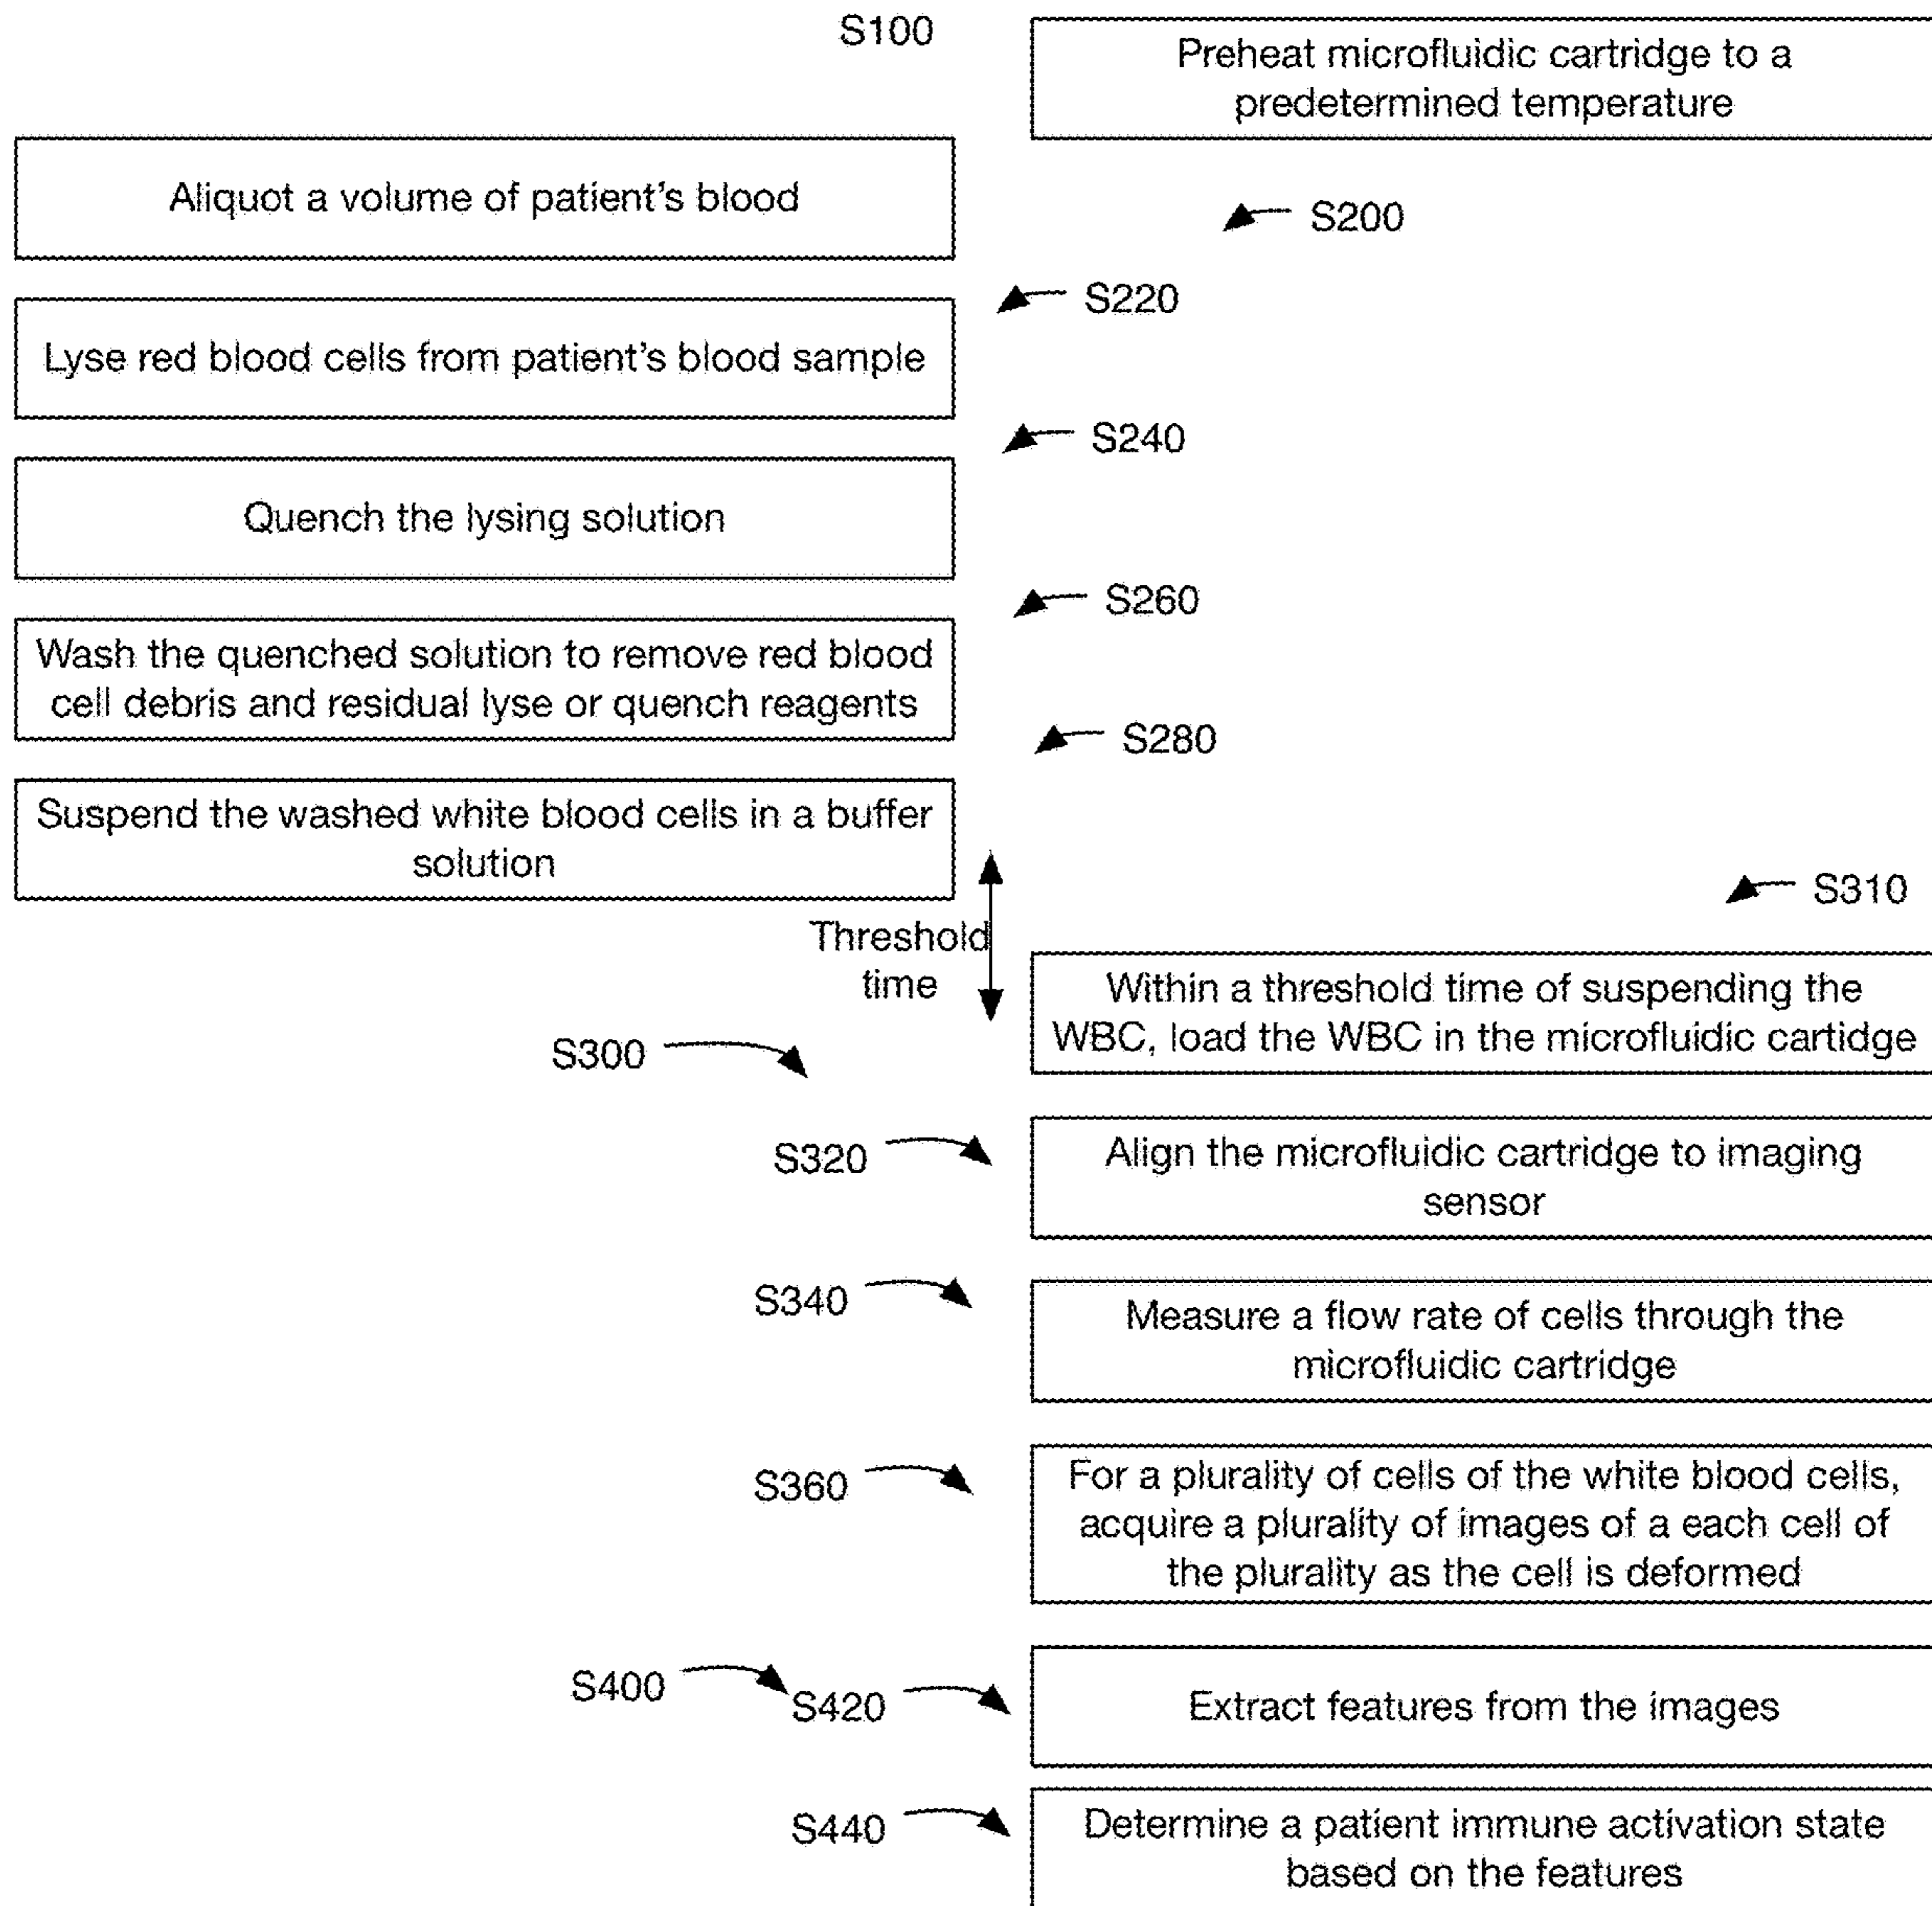 S100
Preheat microfluidic cartridge to a
predetermined temperature
Aliquot a volume of patient's blood
S200
S220
Lyse red blood cells from patient's blood sample
S240
Quench the lysing solution
S260
Wash the quenched solution to remove red blood
cell debris and residual lyse or quench reagents
S280
Suspend the washed white blood cells in a buffer
solution
S310
Threshold
time
Within a threshold time of suspending the
WBC, load the WBC in the microfluidic cartidge
S300
S320
Align the microfluidic cartridge to imaging
sensor
S340
Measure a flow rate of cells through the
microfluidic cartridge
S360
For a plurality of cells of the white blood cells,
acquire a plurality of images of a each cell of
the plurality as the cell is deformed
S400
S420
Extract features from the images
S440
Determine a patient immune activation state
based on the features